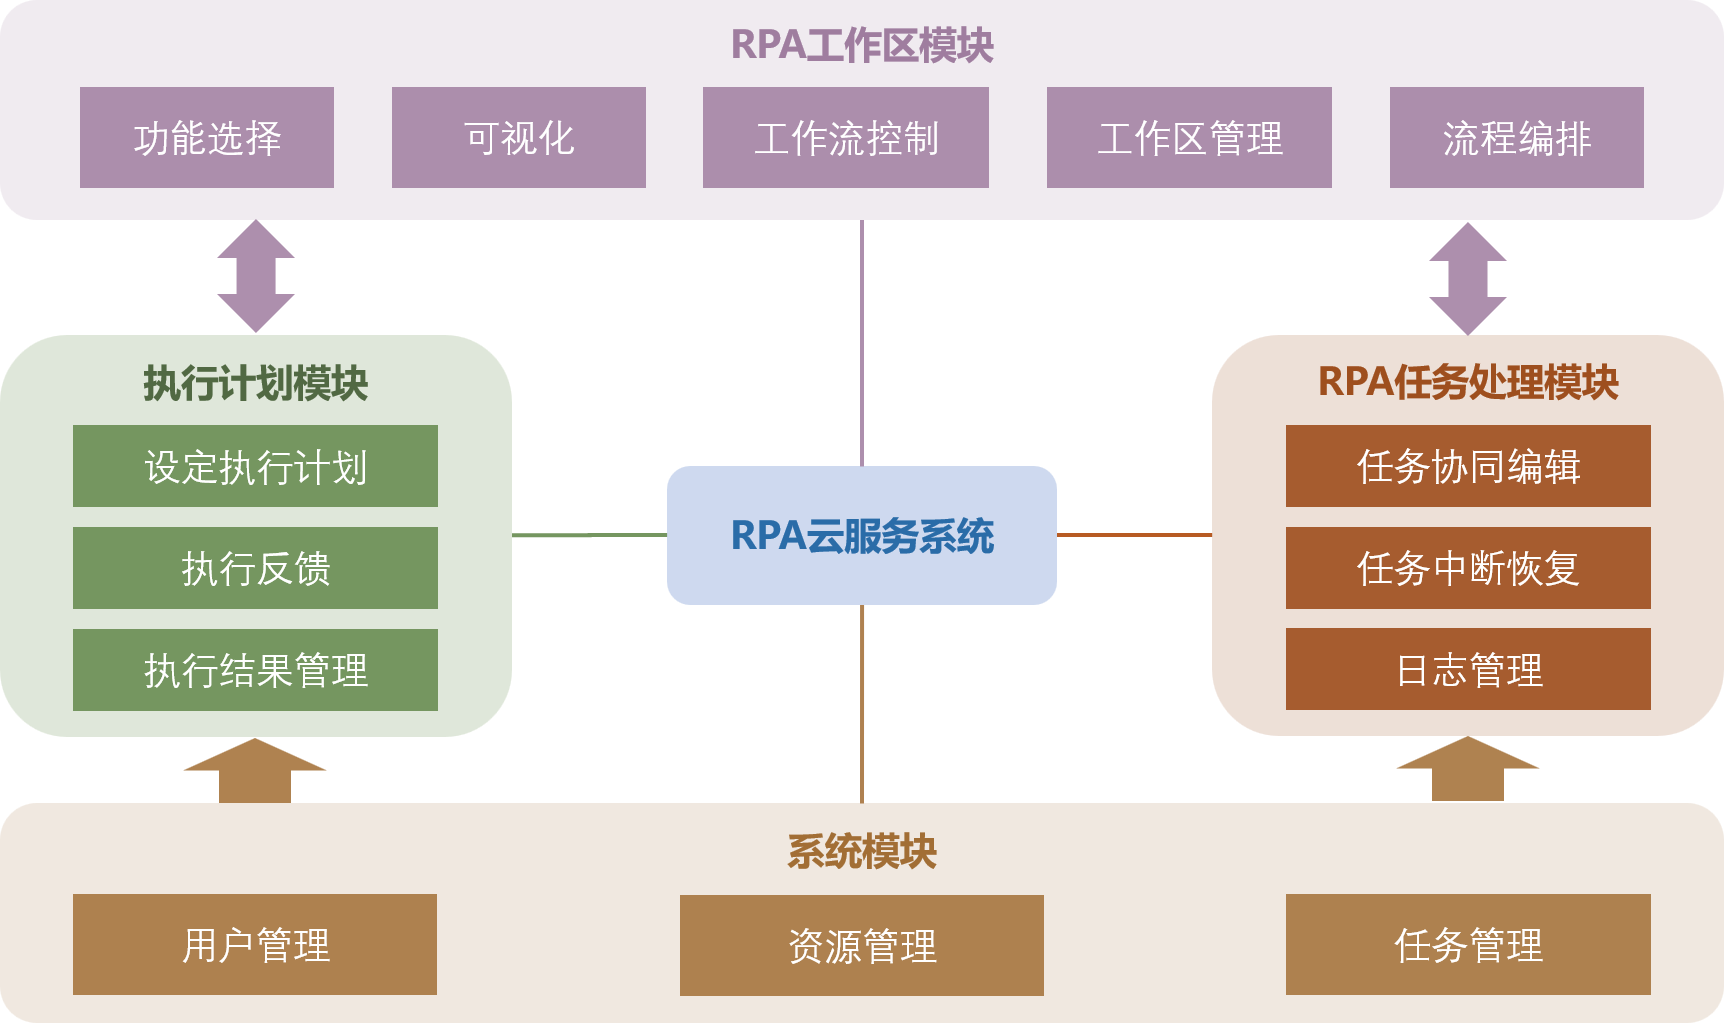 RPA工作区模块
功能选择
可视化
工作流控制
工作区管理
流程编排
执行计划模块
设定执行计划
执行反馈
执行结果管理
RPA云服务系统
RPA任务处理模块
任务协同编辑
任务中断恢复
日志管理
系统模块
用户管理
资源管理
任务管理